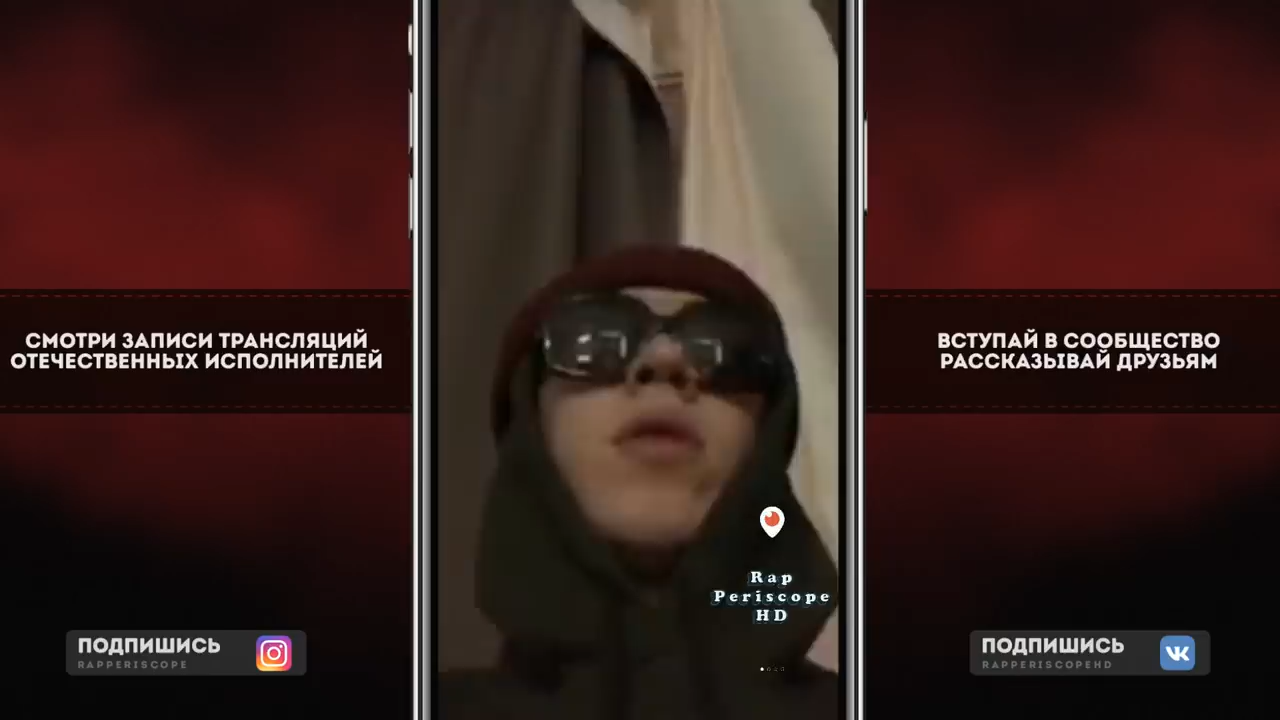 СМОТРИ ЗАПИСИ ТРАНСЛЯЦИЙ
ОТЕЧЕСТВЕННЫХ ИСПОЛНИТЕЛЕЙ
ВСТУПАЙ В СООБЩЕСТВО
РАССКАЗЫВАЙ ДРУЗЬЯМ
Rap
Periscope
HD
ПОДПИШИСЬ
RAPPERISCOPE
ПОДПИШИСЬ
RAPPERISCOPEHD